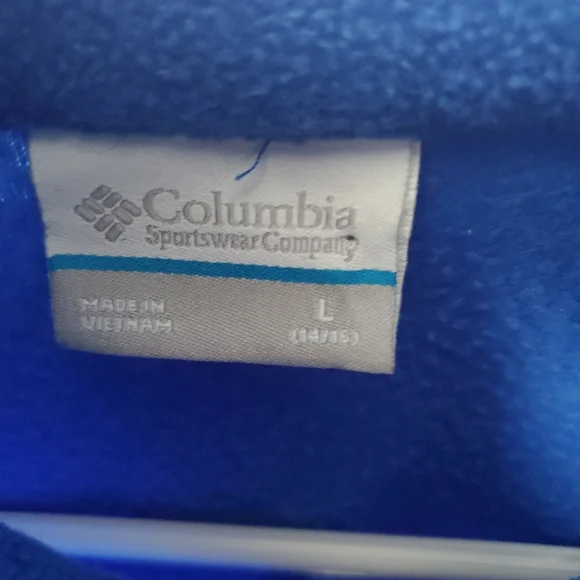 Columbia
Sportswear Company
MADE IN
VIETNAM
L
(14/16)